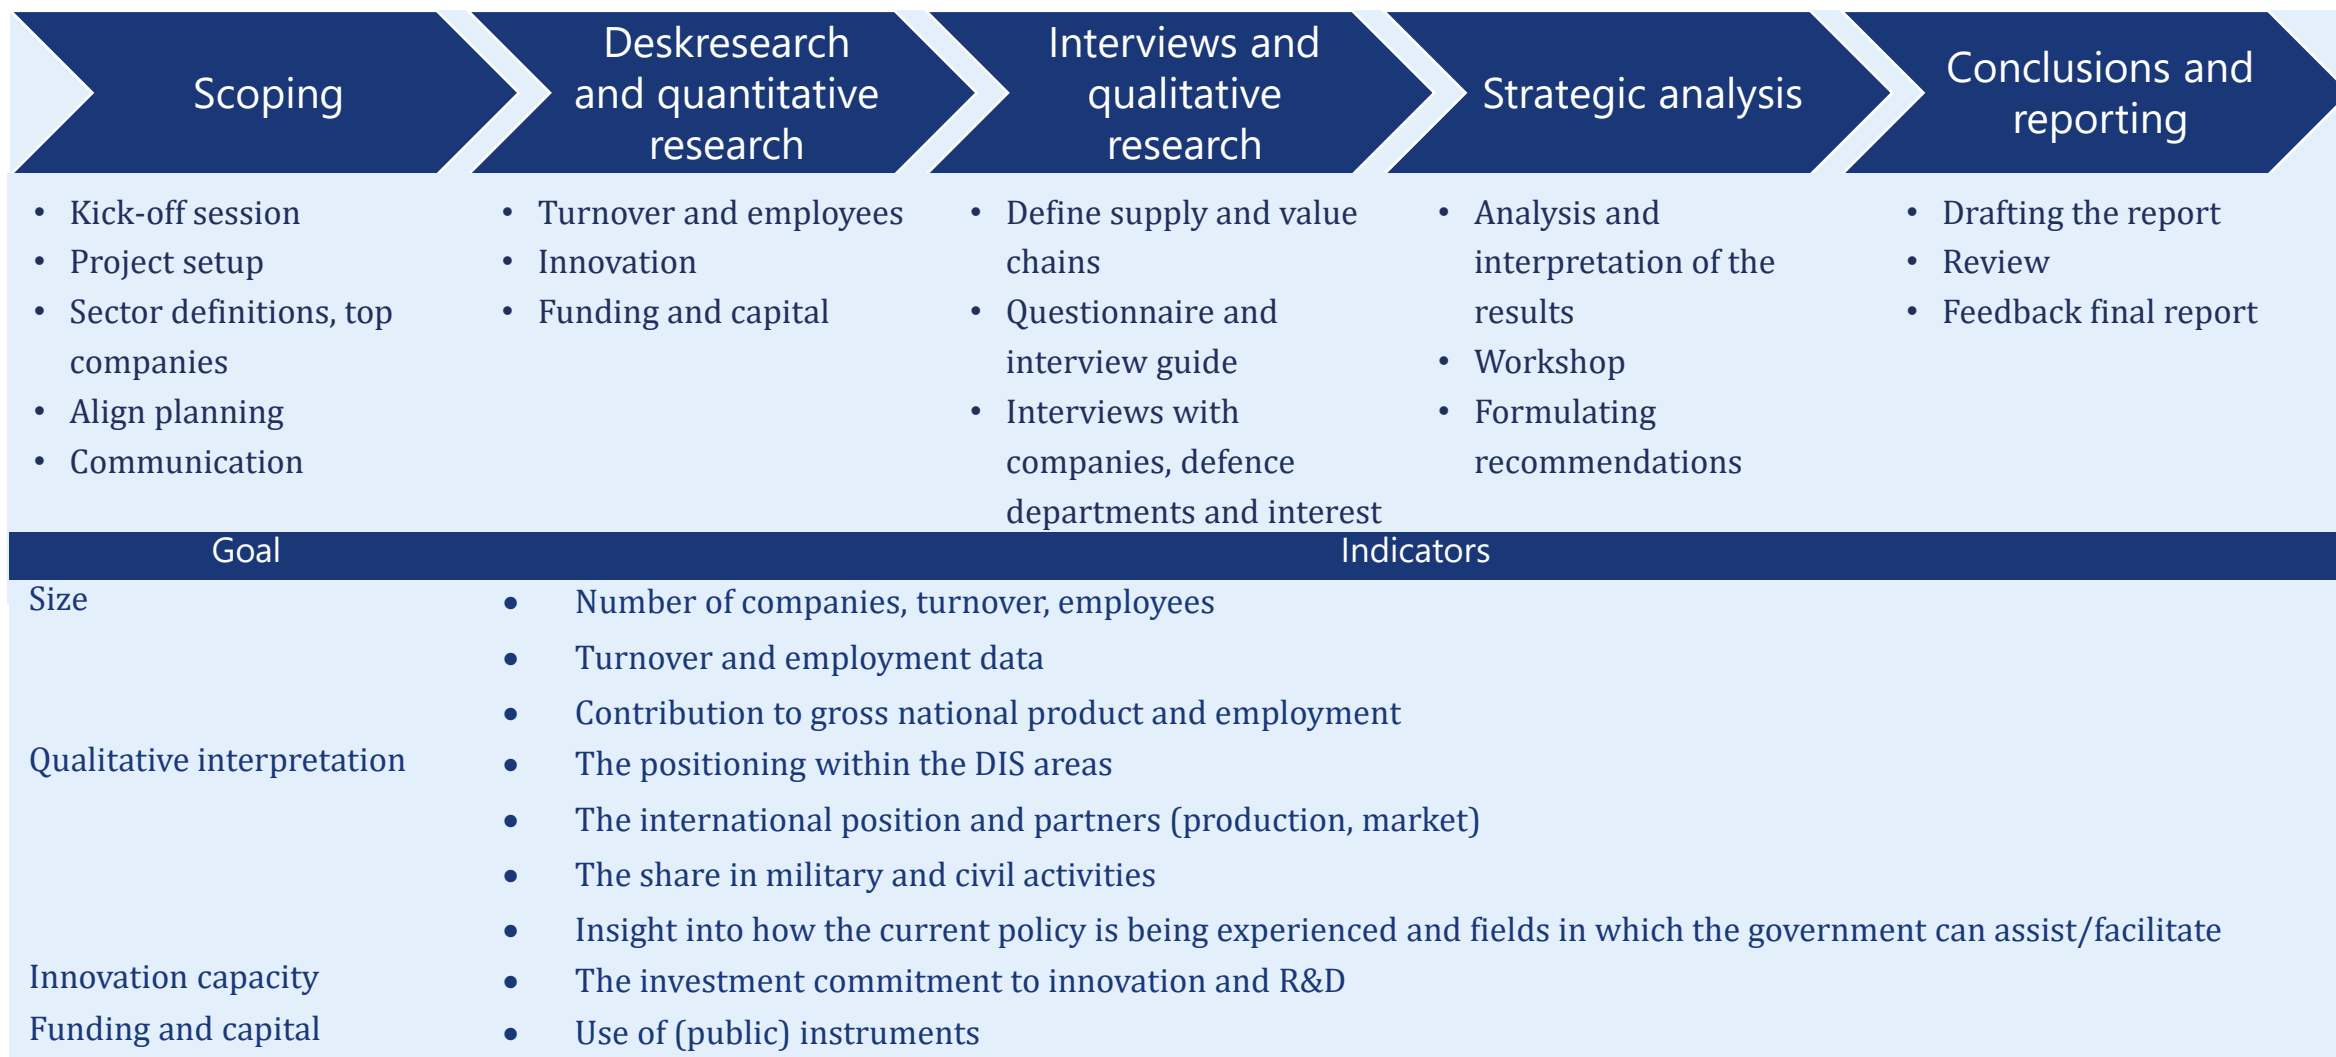 Scoping
Deskresearch
and quantitative
research
Interviews and
qualitative
research
Strategic analysis
Conclusions and
reporting
• Kick-off session
• Project setup
• Sector definitions, top
companies
• Align planning
• Communication
• Turnover and employees
• Innovation
• Funding and capital
• Define supply and value
chains
• Questionnaire and
interview guide
• Interviews with
companies, defence
departments and interest
• Analysis and
interpretation of the
results
• Workshop
• Formulating
recommendations
• Drafting the report
• Review
• Feedback final report
Goal
Indicators
Size
• Number of companies, turnover, employees
• Turnover and employment data
• Contribution to gross national product and employment
Qualitative interpretation
• The positioning within the DIS areas
• The international position and partners (production, market)
• The share in military and civil activities
• Insight into how the current policy is being experienced and fields in which the government can assist/facilitate
Innovation capacity
• The investment commitment to innovation and R&D
Funding and capital
• Use of (public) instruments